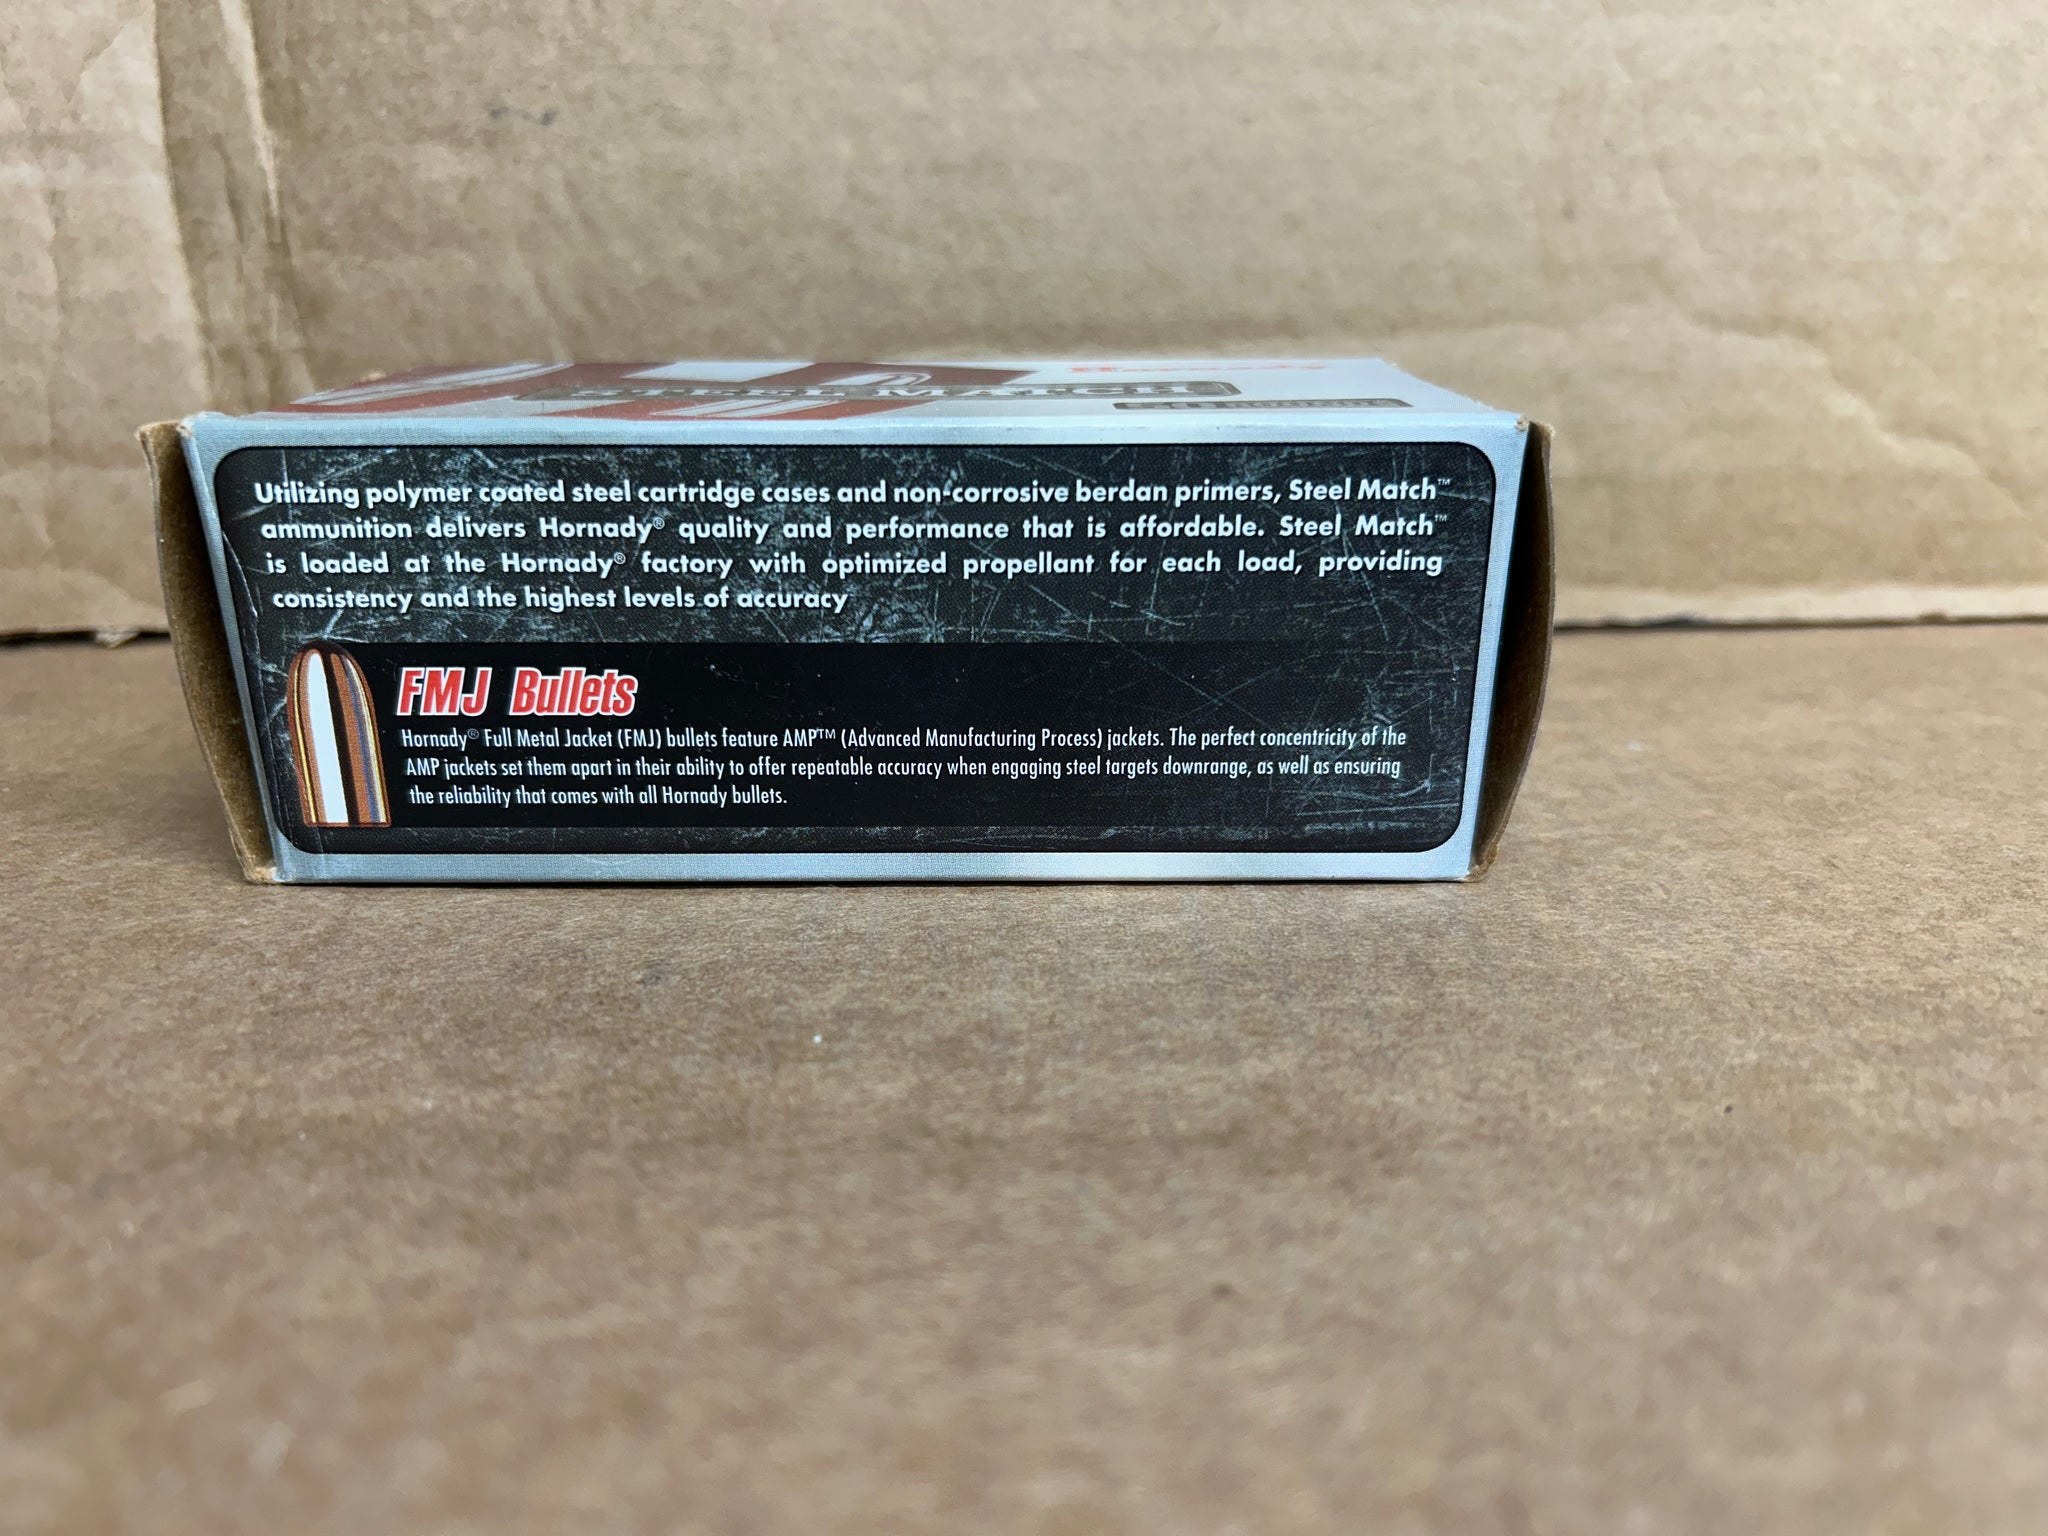 Hornady
STEEL MATCH
50
Utilizing polymer coated steel cartridge cases and non-corrosive berdan primers, Steel Match™
ammunition delivers Hornady® quality and performance that is affordable. Steel Match™
is loaded at the Hornady® factory with optimized propellant for each load, providing
consistency and the highest levels of accuracy
FMJ Bullets
Hornady® Full Metal Jacket (FMJ) bullets feature AMP™ (Advanced Manufacturing Process) jackets. The perfect concentricity of the
AMP jackets set them apart in their ability to offer repeatable accuracy when engaging steel targets downrange, as well as ensuring
the reliability that comes with all Hornady bullets.